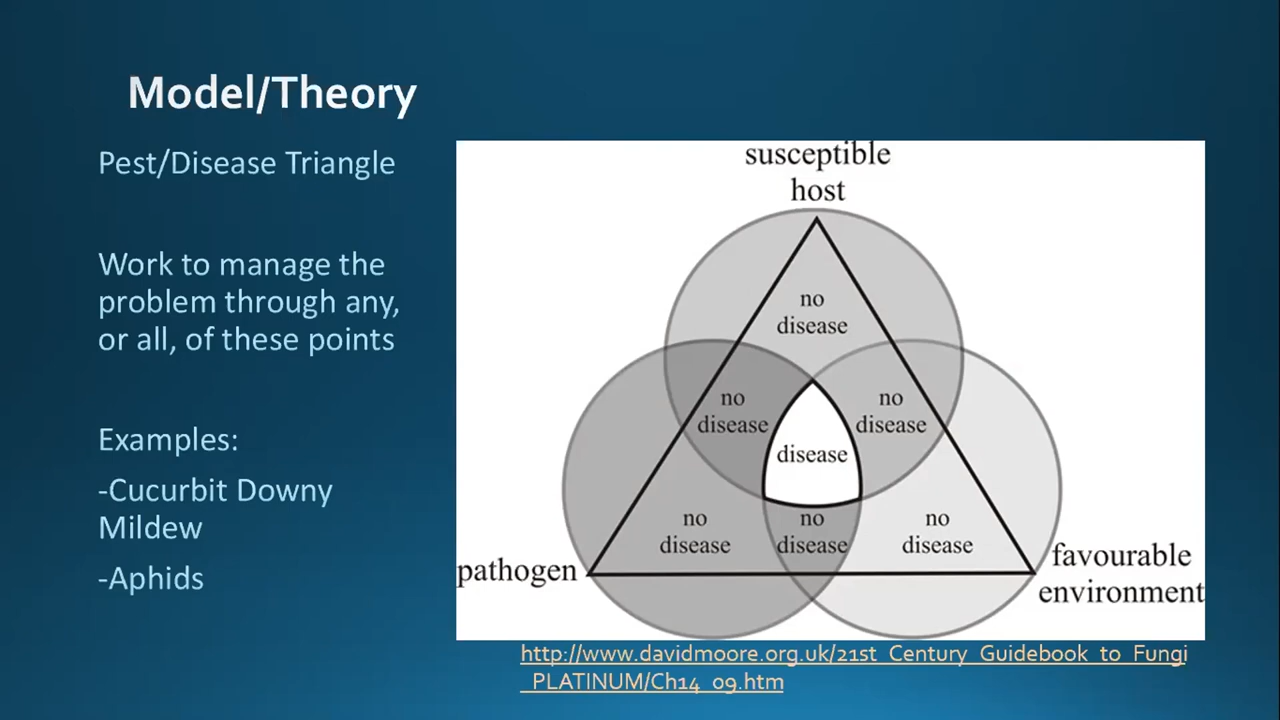 Model/Theory
Pest/Disease Triangle
Work to manage the
problem through any,
or all, of these points
Examples:
-Cucurbit Downy
Mildew
-Aphids
susceptible
host
no
disease
no
disease
no
disease
disease
no
disease
no
disease
no
disease
pathogen
favourable
environment
http://www.davidmoore.org.uk/21st_Century_Guidebook_to_Fungi
_PLATINUM/Ch14_09.htm